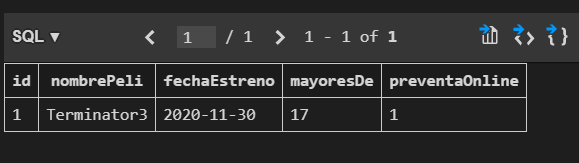 SQL ▼ < 1 / 1 > 1 - 1 of 1
id nombrePeli fechaEstreno mayoresDe preventaOnline
1 Terminator3 2020-11-30 17 1